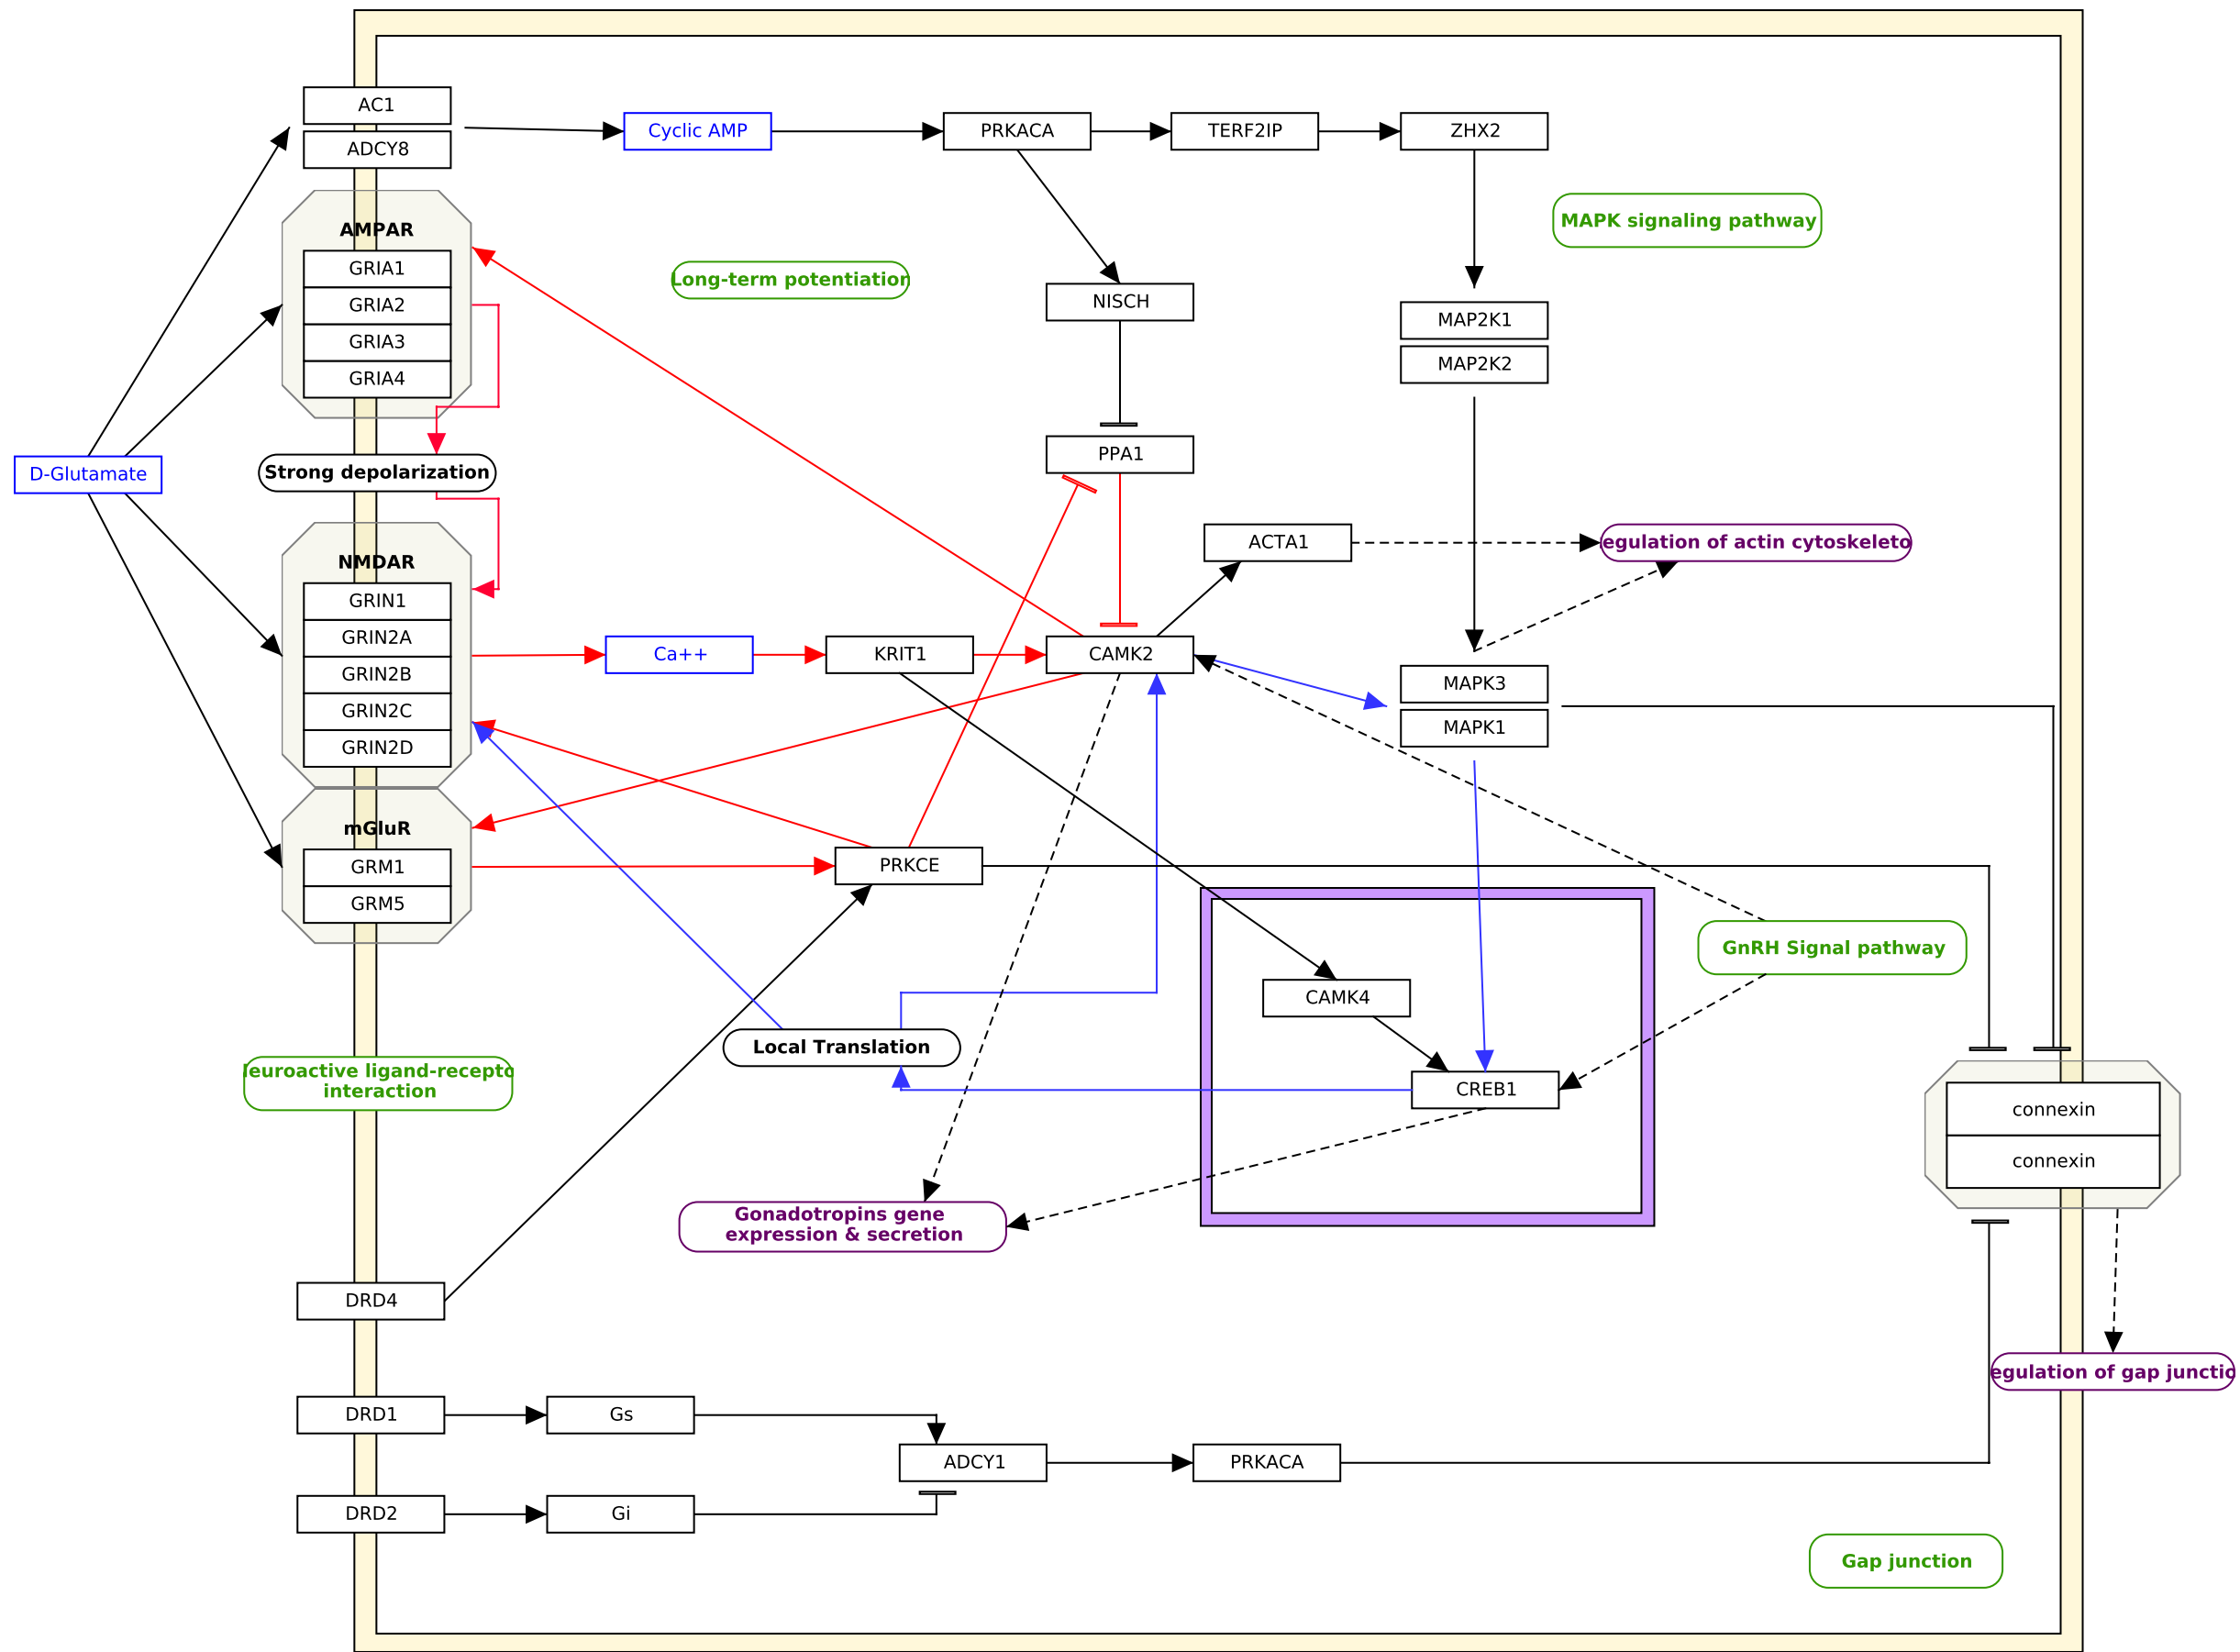 AC1
Cyclic AMP
PRKACA
TERF2IP
ZHX2
ADCY8
MAPK signaling pathway
AMPAR
GRIA1
GRIA2
GRIA3
GRIA4
Long-term potentiation
NISCH
MAP2K1
MAP2K2
PPA1
D-Glutamate
Strong depolarization
ACTA1
egulation of actin cytoskeleto
NMDAR
GRIN1
GRIN2A
GRIN2B
GRIN2C
GRIN2D
Ca++
KRIT1
CAMK2
MAPK3
MAPK1
mGluR
GRM1
GRM5
PRKCE
GnRH Signal pathway
CAMK4
Local Translation
euroactive ligand-recepto
interaction
CREB1
connexin
connexin
Gonadotropins gene
expression & secretion
DRD4
egulation of gap junctio
DRD1
Gs
ADCY1
PRKACA
DRD2
Gi
Gap junction